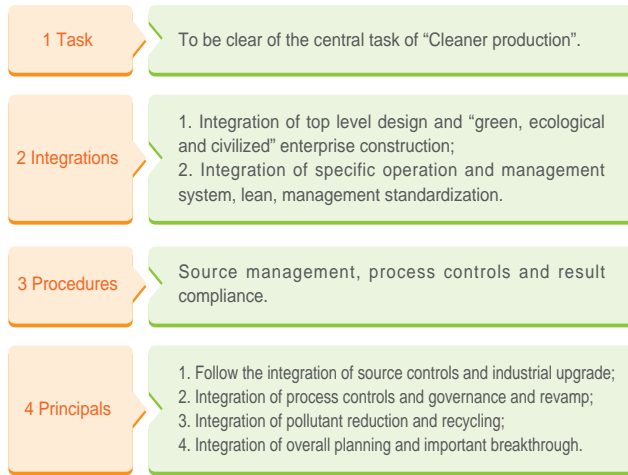 1 Task
To be clear of the central task of “Cleaner production”.
2 Integrations
1. Integration of top level design and “green, ecological
and civilized” enterprise construction;
2. Integration of specific operation and management
system, lean, management standardization.
3 Procedures
Source management, process controls and result
compliance.
4 Principals
1. Follow the integration of source controls and industrial upgrade;
2. Integration of process controls and governance and revamp;
3. Integration of pollutant reduction and recycling;
4. Integration of overall planning and important breakthrough.